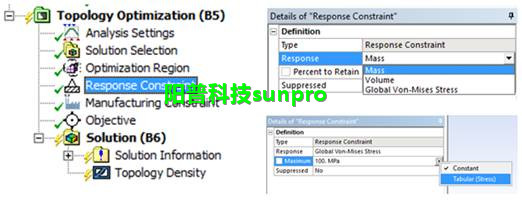 Topology Optimization (B5)
Analysis Settings
Solution Selection
Optimization Region
Response Constraint
Manufacturing Constraint
Objective
Solution (B6)
Solution Information
Topology Density
Details of "Response Constraint"
Definition
Type Response Constraint
Response Mass
Percent to Retain Mass
Volume
Suppressed Global Von-Mises Stress
阳普科技sunpro
Details of "Response Constraint"
Definition
Type Response Constraint
Response Global Von-Mises Stress
Maximum 100. MPa
Suppressed No
Constant
Tabular (Stress)